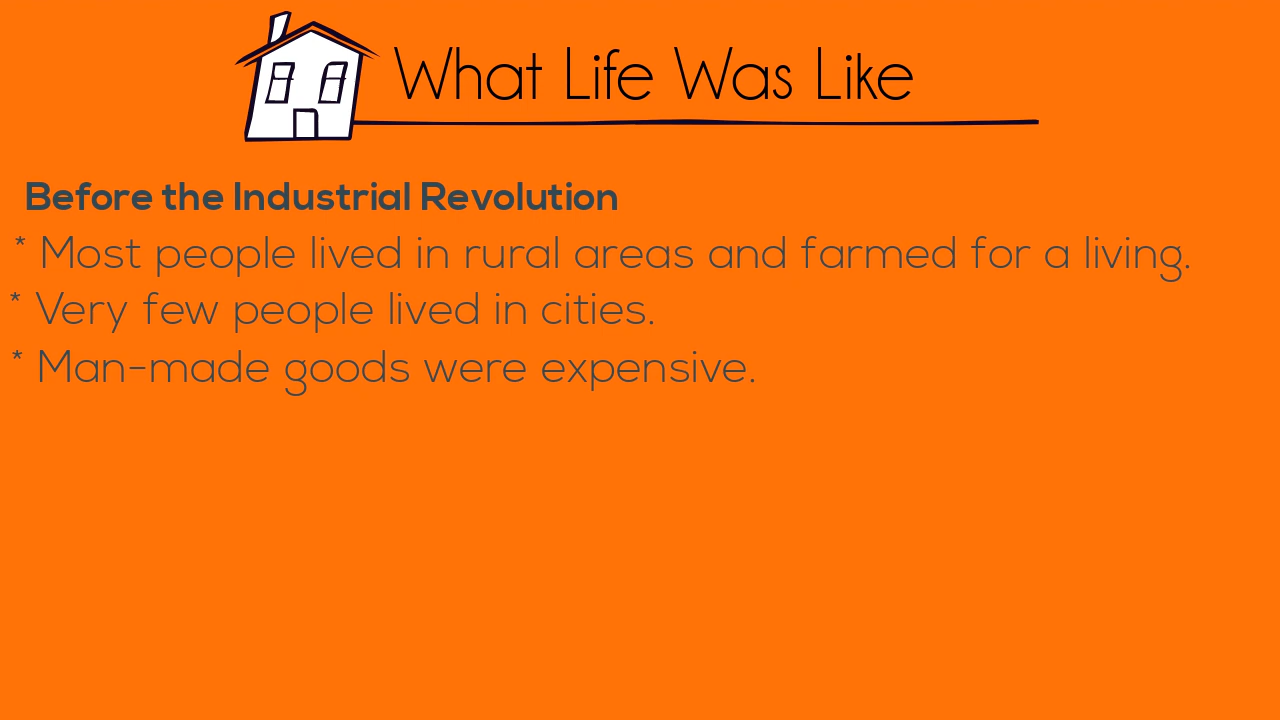 What Life Was Like
Before the Industrial Revolution
* Most people lived in rural areas and farmed for a living.
* Very few people lived in cities.
* Man-made goods were expensive.